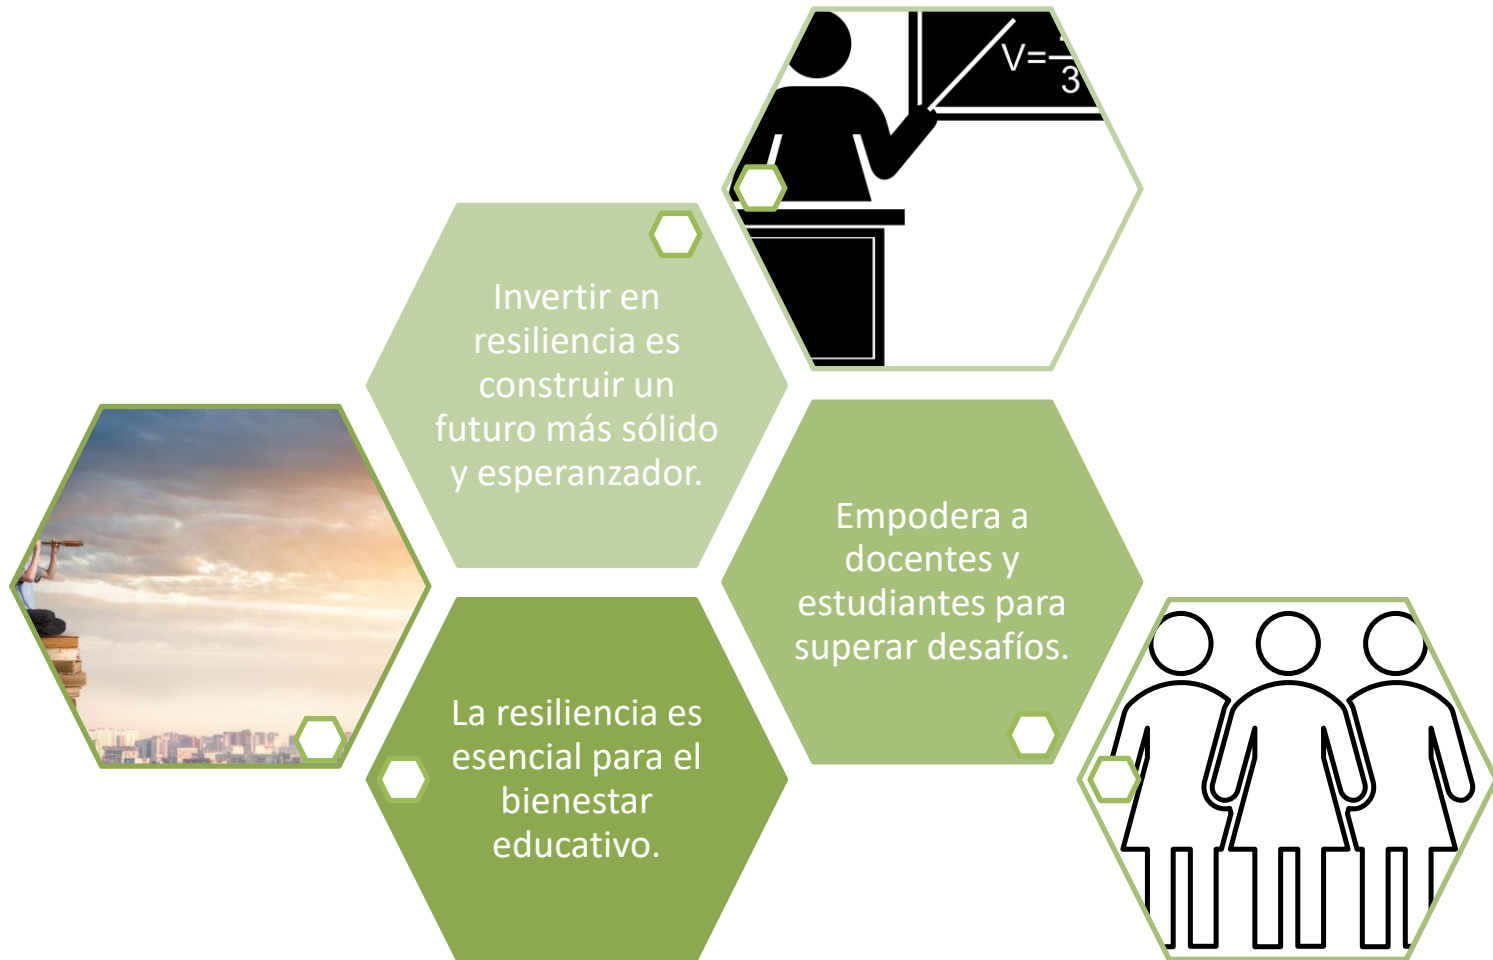 V=
3
Invertir en
resiliencia es
construir un
futuro más sólido
y esperanzador.
Empodera a
docentes y
estudiantes para
superar desafíos.
La resiliencia es
esencial para el
bienestar
educativo.